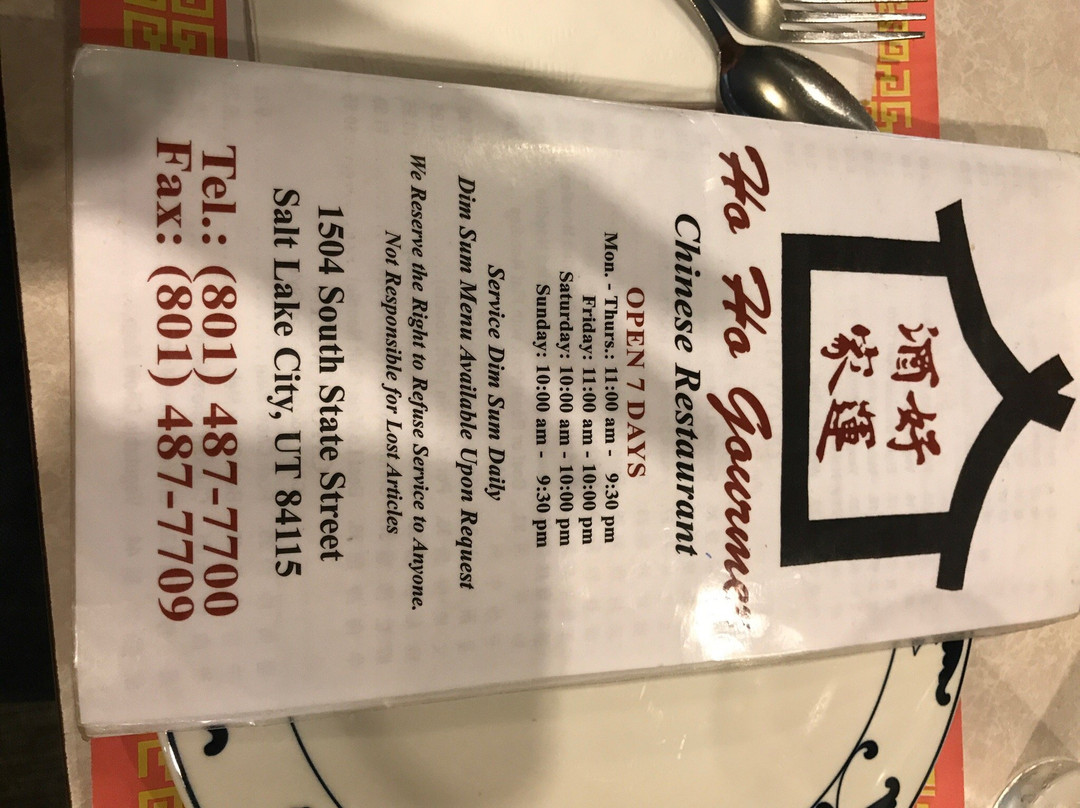 好運
酒家
Ho Ho Gourmet
Chinese Restaurant
OPEN 7 DAYS
Mon. - Thurs.: 11:00 am - 9:30 pm
Friday: 11:00 am - 10:00 pm
Saturday: 10:00 am - 10:00 pm
Sunday: 10:00 am - 9:30 pm
Service Dim Sum Daily
Dim Sum Menu Available Upon Request
We Reserve the Right to Refuse Service to Anyone.
Not Responsible for Lost Articles
1504 South State Street
Salt Lake City, UT 84115
Tel.: (801) 487-7700
Fax: (801) 487-7709